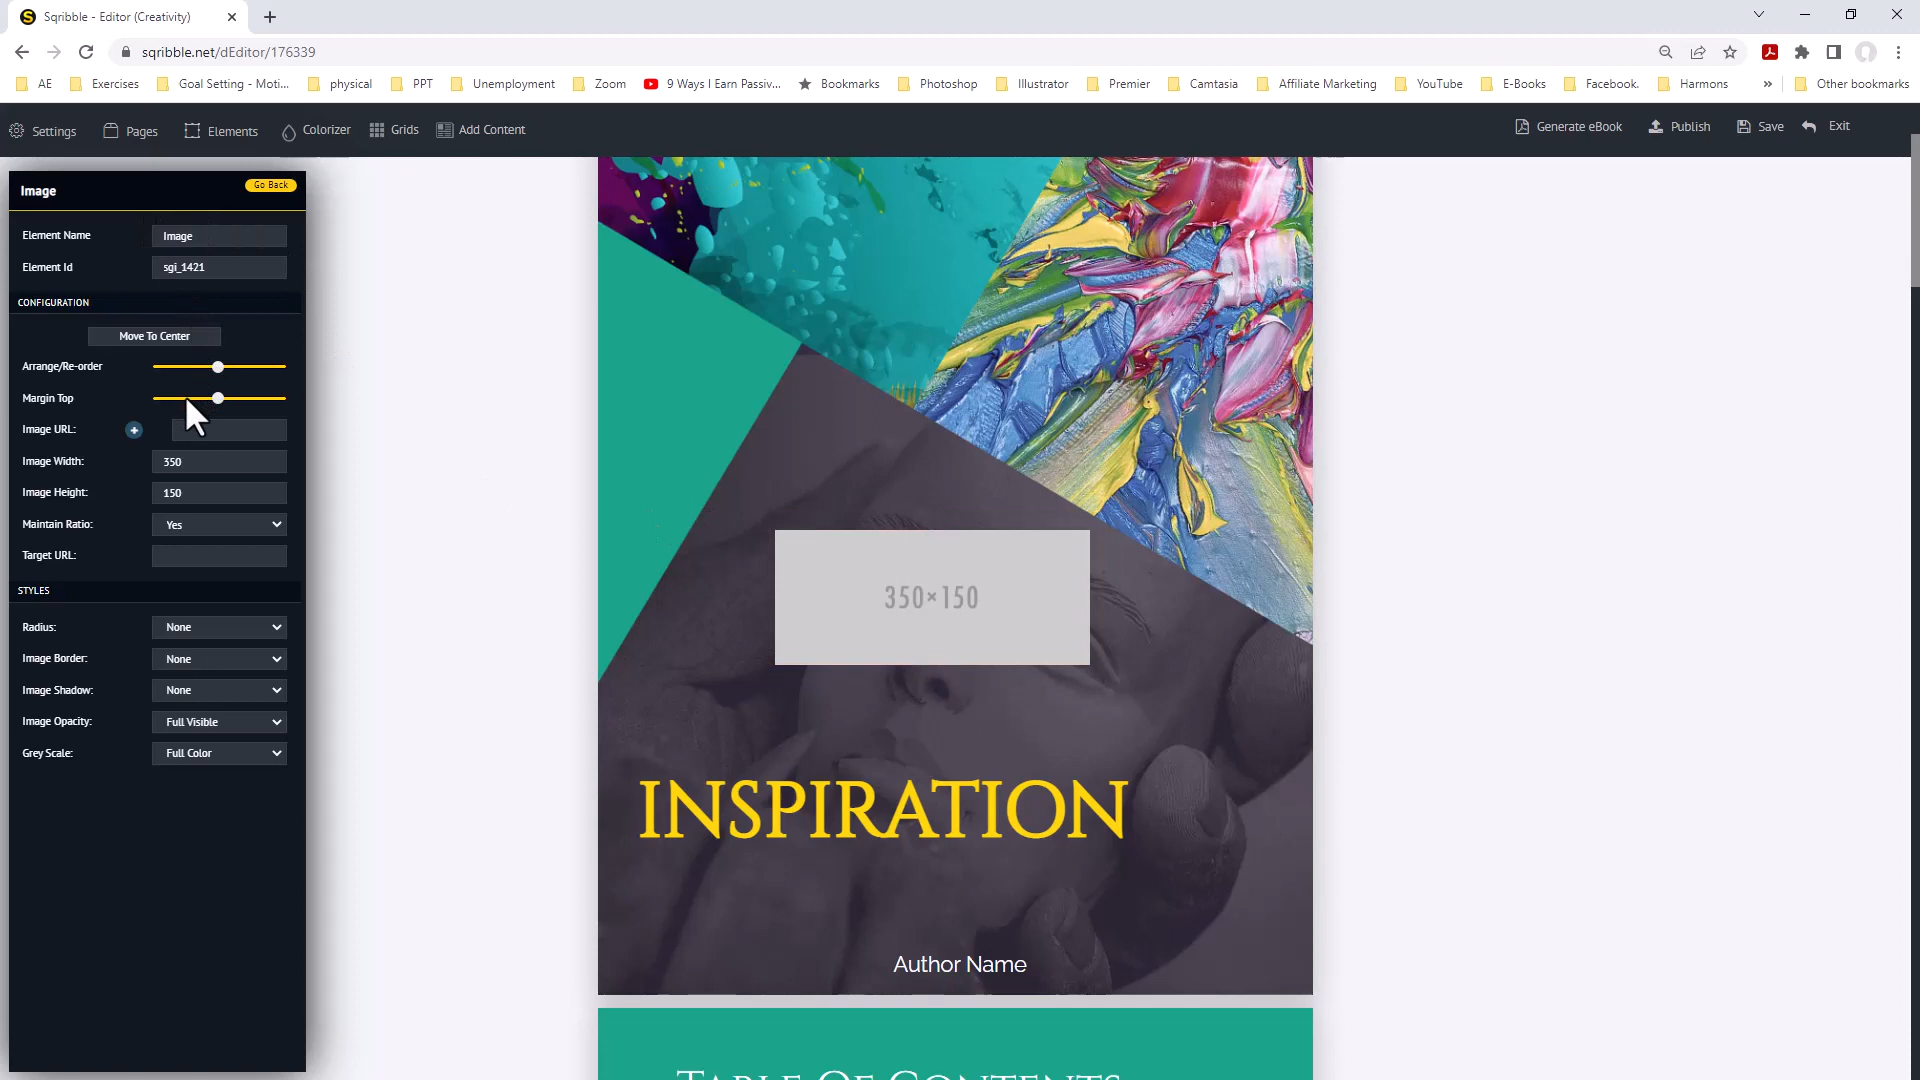 Sqribble - Editor (Creativity)
sqribble.net/dEditor/176339
AE Exercises Goal Setting - Moti... physical PPT Unemployment Zoom 9 Ways I Earn Passiv... Bookmarks Photoshop Illustrator Premier Camtasia Affiliate Marketing YouTube E-Books Facebook. Harmons » Other bookmarks
Settings Pages Elements Colorizer Grids Add Content Generate eBook Publish Save Exit
Image Go Back
Element Name Image
Element Id sgi_1421
CONFIGURATION
Move To Center
Arrange/Re-order
Margin Top
Image URL:
Image Width: 350
Image Height: 150
Maintain Ratio: Yes
Target URL:
STYLES
Radius: None
Image Border: None
Image Shadow: None
Image Opacity: Full Visible
Grey Scale: Full Color
350×150
INSPIRATION
Author Name
TABLE OF CONTENTS